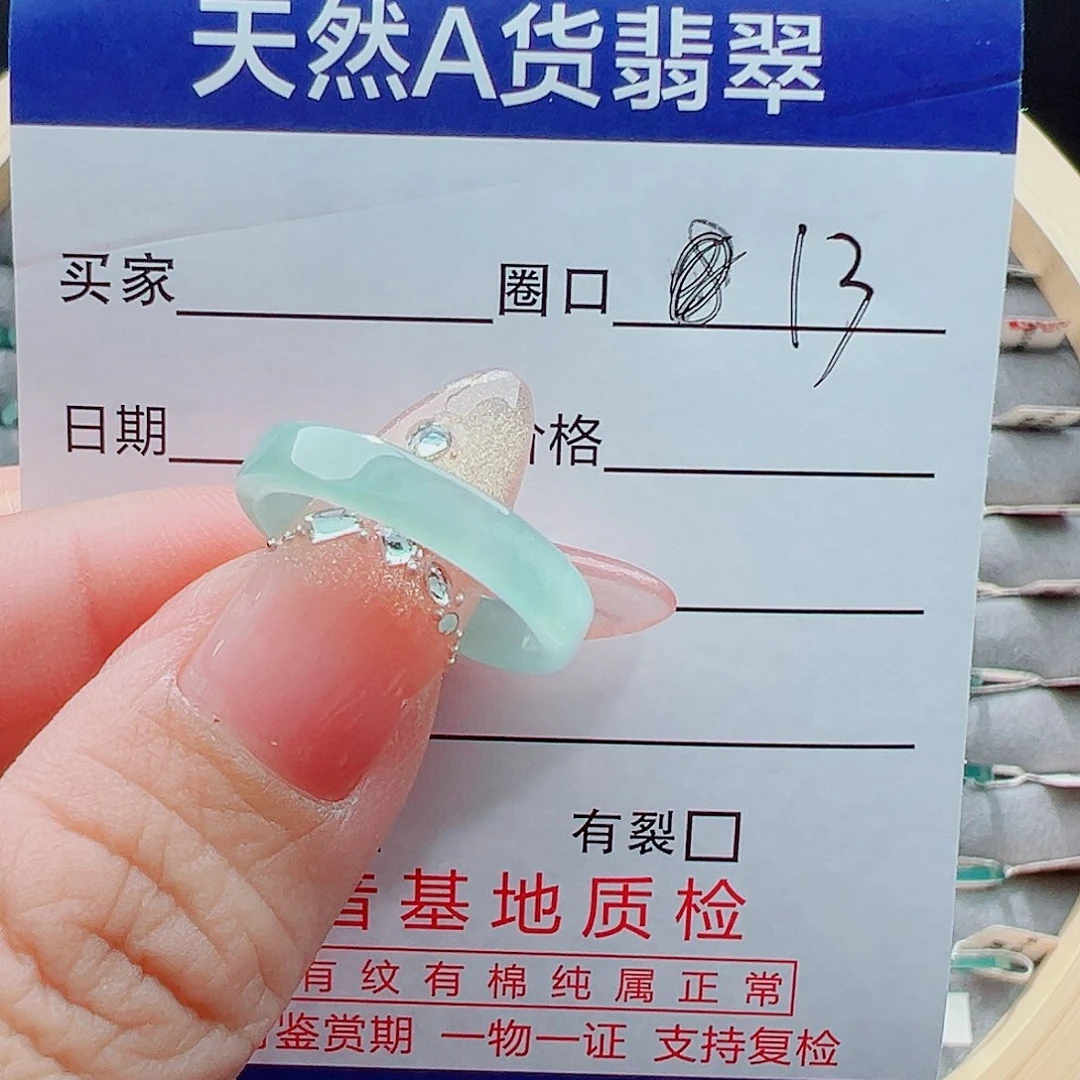 天然A货翡翠
买家 圈口 13
日期 格
有裂
基地质检
有纹有棉纯属正常
鉴赏期 一物一证 支持复检